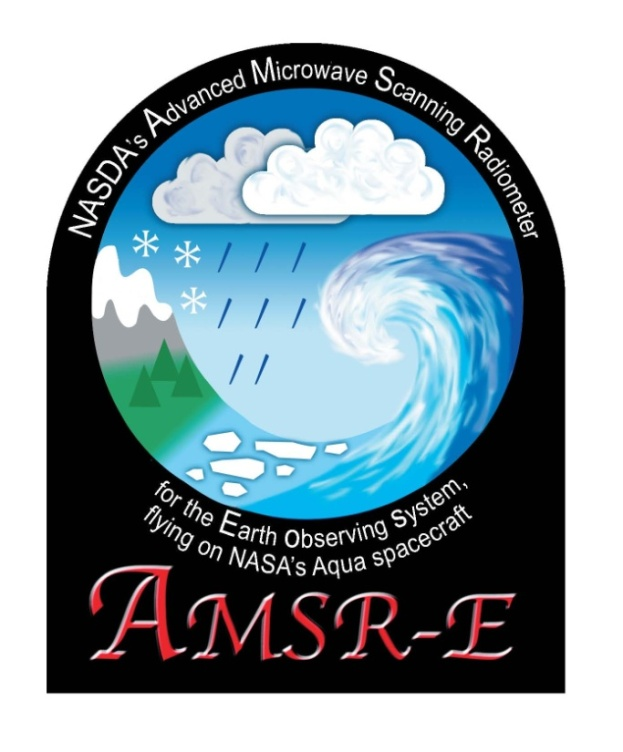 NASDA's Advanced Microwave Scanning Radiometer
for the Earth Observing System,
flying on NASA's Aqua spacecraft
AMSR-E